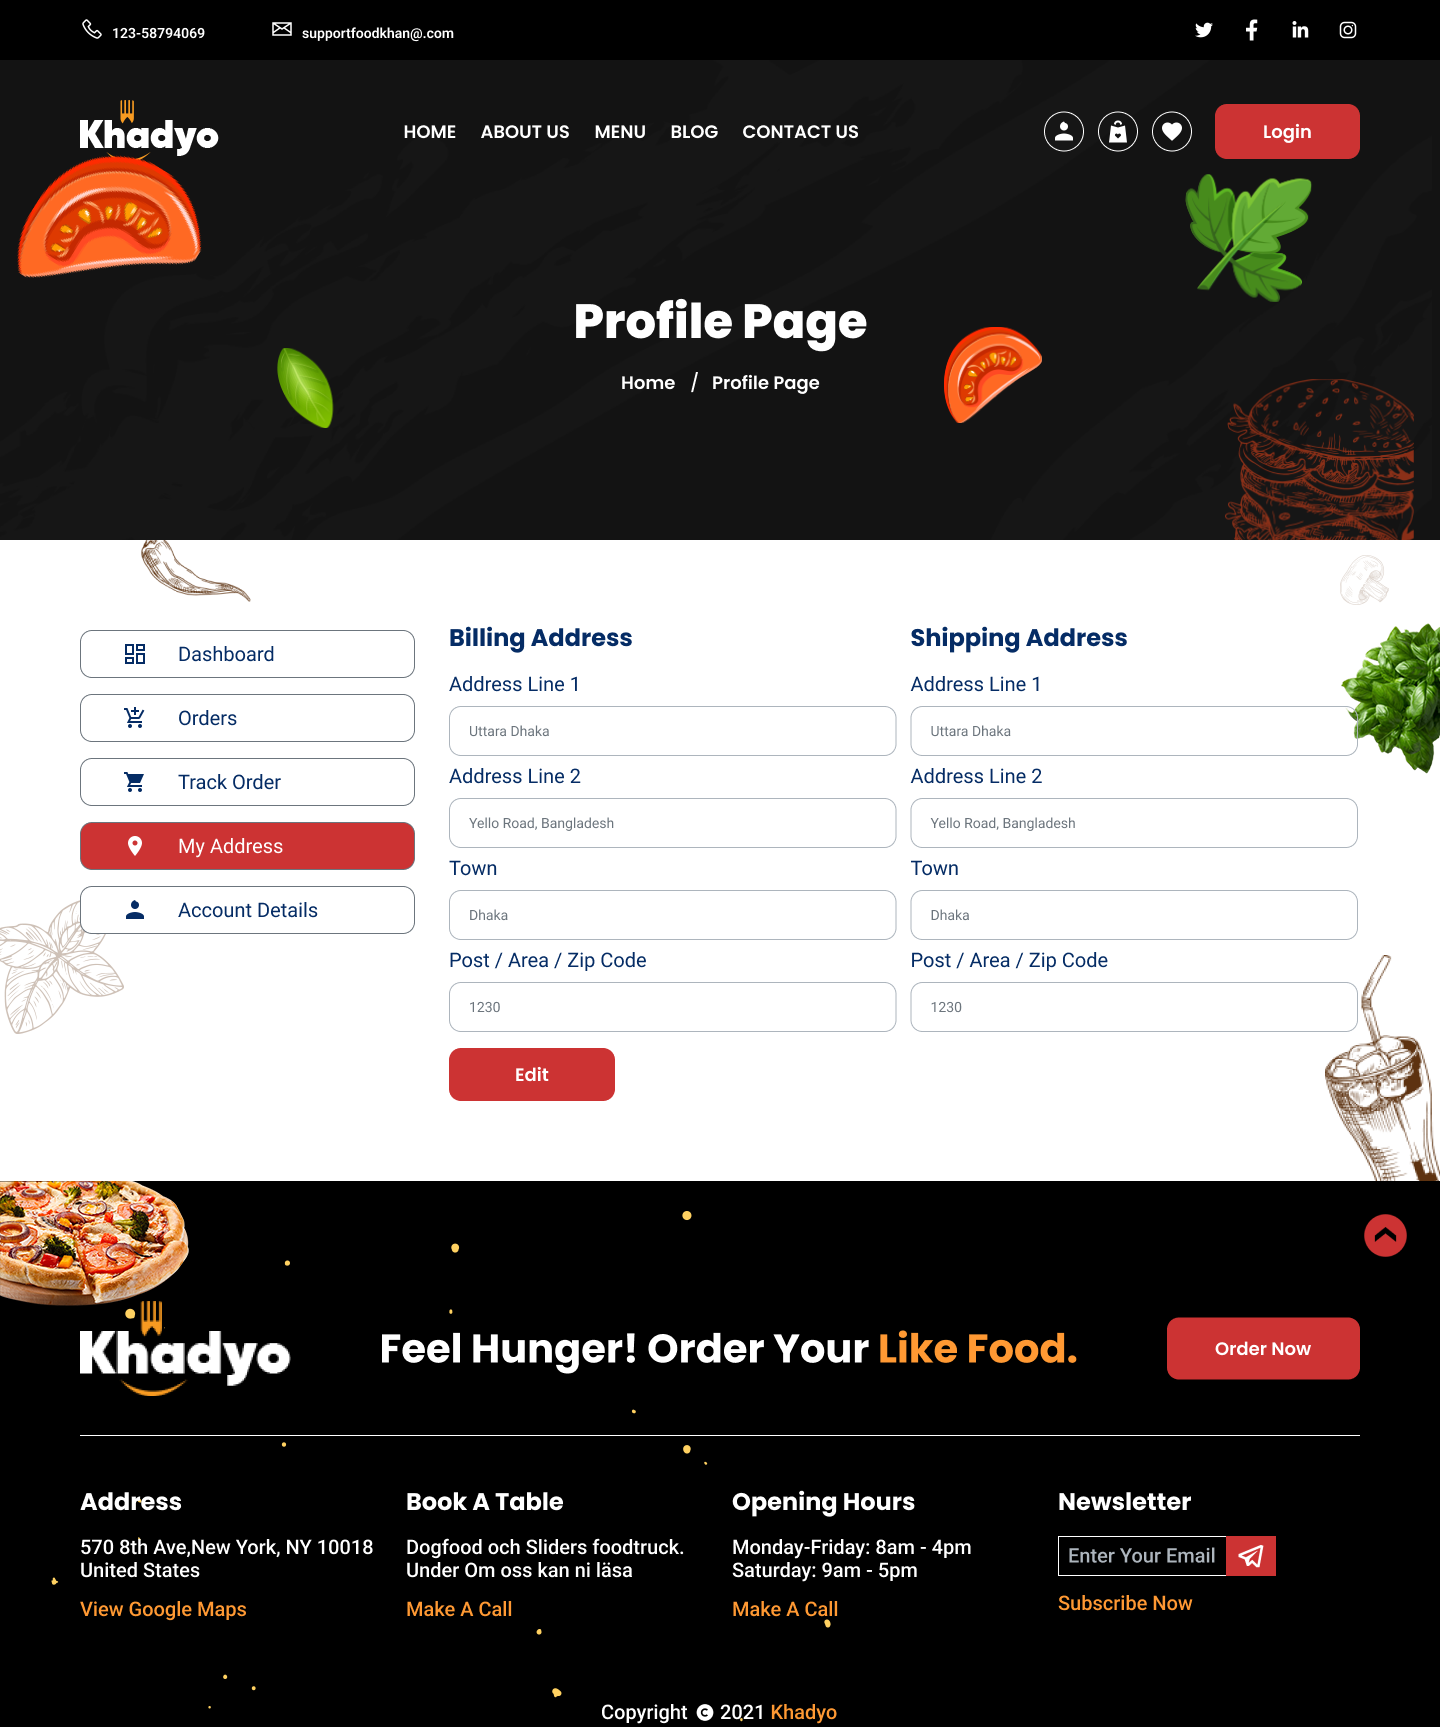 123-58794069
supportfoodkhan@.com
Khadyo
HOME ABOUT US MENU BLOG CONTACT US
Login
Profile Page
Home / Profile Page
Dashboard
Orders
Track Order
My Address
Account Details
Billing Address
Address Line 1
Uttara Dhaka
Address Line 2
Yello Road, Bangladesh
Town
Dhaka
Post / Area / Zip Code
1230
Edit
Shipping Address
Address Line 1
Uttara Dhaka
Address Line 2
Yello Road, Bangladesh
Town
Dhaka
Post / Area / Zip Code
1230
Khadyo
Feel Hunger! Order Your Like Food.
Order Now
Address
570 8th Ave,New York, NY 10018
United States
View Google Maps
Book A Table
Dogfood och Sliders foodtruck.
Under Om oss kan ni läsa
Make A Call
Opening Hours
Monday-Friday: 8am - 4pm
Saturday: 9am - 5pm
Make A Call
Newsletter
Enter Your Email
Subscribe Now
Copyright © 2021 Khadyo